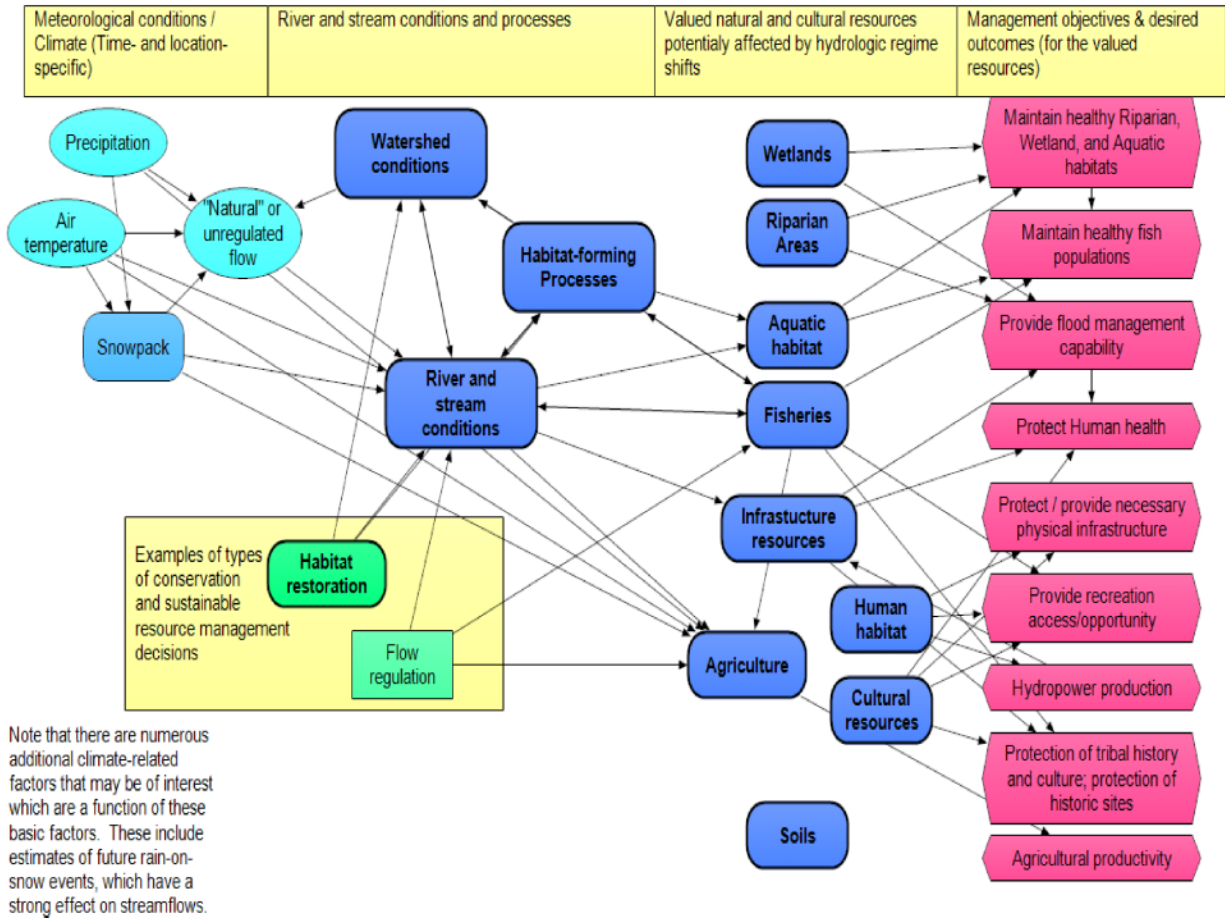 Meteorological conditions /
Climate (Time- and location-
specific)
River and stream conditions and processes
Valued natural and cultural resources
potentialy affected by hydrologic regime
shifts
Management objectives & desired
outcomes (for the valued
resources)
Precipitation
Air
temperature
"Natural" or
unregulated
flow
Snowpack
Watershed
conditions
Habitat-forming
Processes
River and
stream
conditions
Wetlands
Riparian
Areas
Aquatic
habitat
Fisheries
Infrastucture
resources
Human
habitat
Agriculture
Cultural
resources
Soils
Maintain healthy Riparian,
Wetland, and Aquatic
habitats
Maintain healthy fish
populations
Provide flood management
capability
Protect Human health
Protect / provide necessary
physical infrastructure
Provide recreation
access/opportunity
Hydropower production
Protection of tribal history
and culture; protection of
historic sites
Agricultural productivity
Examples of types
of conservation
and sustainable
resource management
decisions
Habitat
restoration
Flow
regulation
Note that there are numerous
additional climate-related
factors that may be of interest
which are a function of these
basic factors. These include
estimates of future rain-on-
snow events, which have a
strong effect on streamflows.